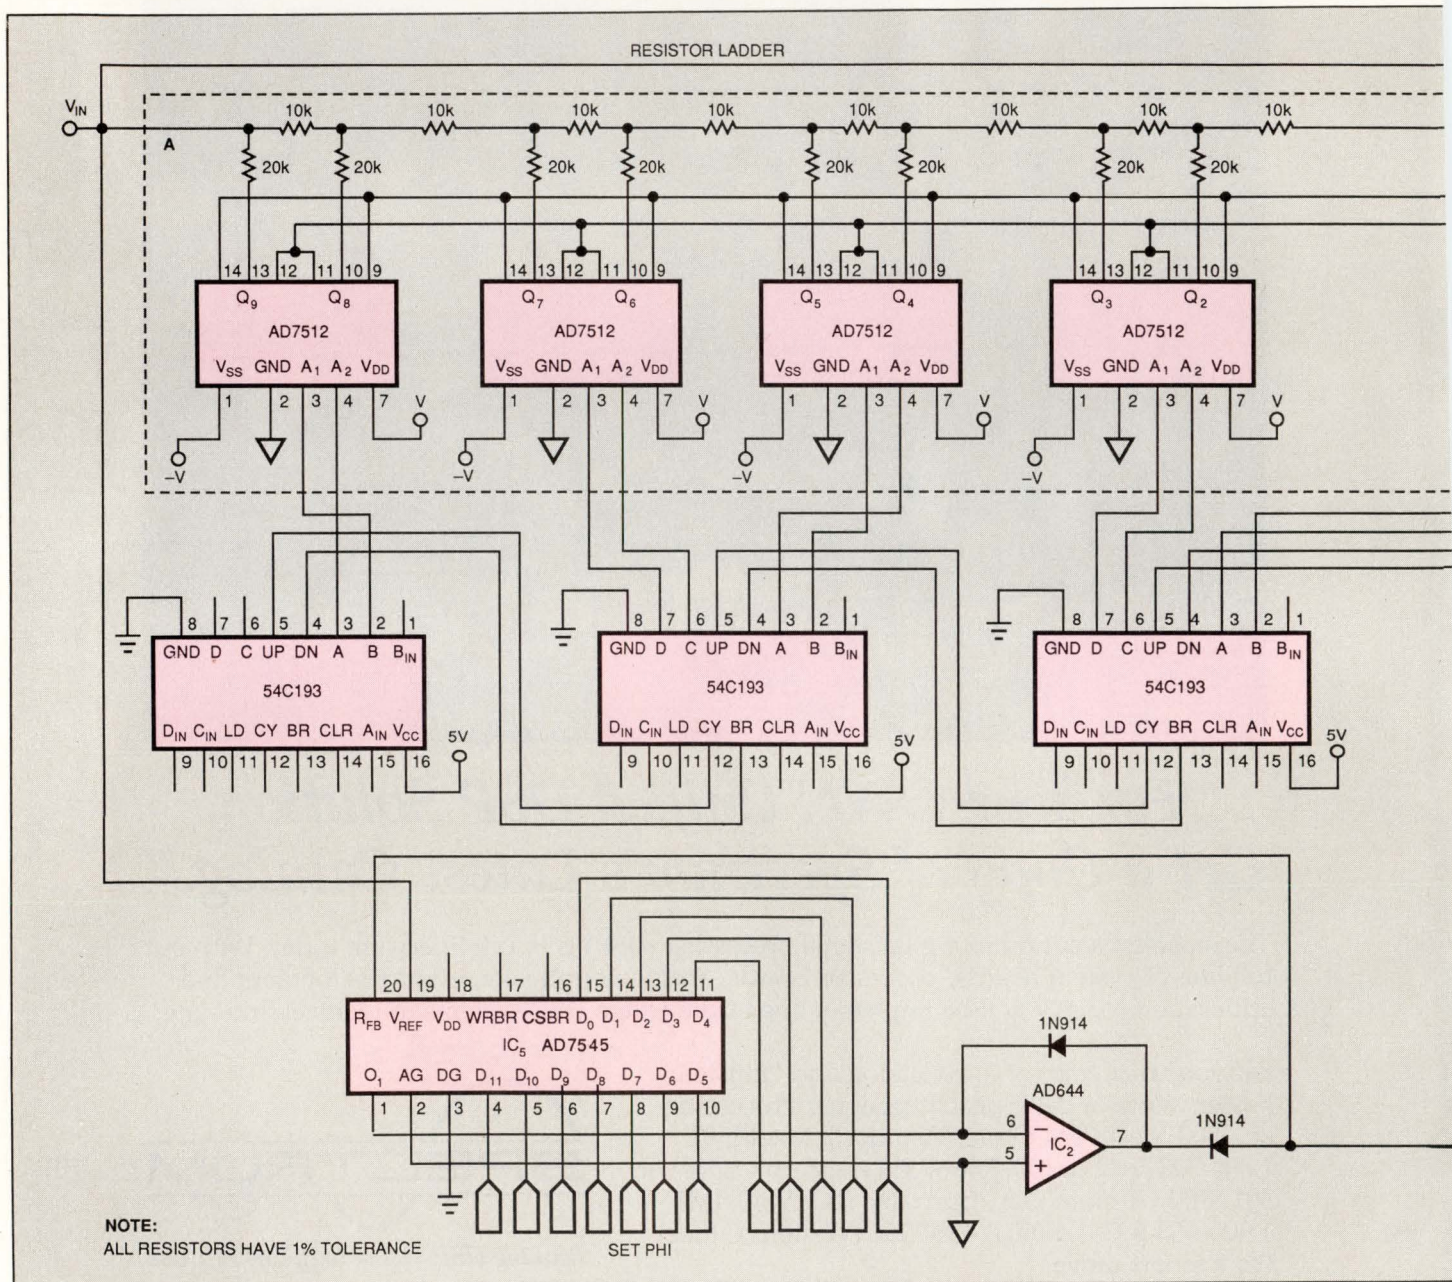 RESISTOR LADDER
V_IN
10k 10k 10k 10k 10k 10k 10k 10k
A
20k 20k 20k 20k 20k 20k 20k 20k
14 13 12 11 10 9 14 13 12 11 10 9 14 13 12 11 10 9 14 13 12 11 10 9
Q9 Q8 Q7 Q6 Q5 Q4 Q3 Q2
AD7512 AD7512 AD7512 AD7512
VSS GND A1 A2 VDD VSS GND A1 A2 VDD VSS GND A1 A2 VDD VSS GND A1 A2 VDD
1 2 3 4 7 V 1 2 3 4 7 V 1 2 3 4 7 V 1 2 3 4 7 V
–V –V –V –V
8 7 6 5 4 3 2 1 8 7 6 5 4 3 2 1 8 7 6 5 4 3 2 1
GND D C UP DN A B BIN GND D C UP DN A B BIN GND D C UP DN A B BIN
54C193 54C193 54C193
DIN CIN LD CY BR CLR AIN VCC DIN CIN LD CY BR CLR AIN VCC DIN CIN LD CY BR CLR AIN VCC
5V 5V 5V
9 10 11 12 13 14 15 16 9 10 11 12 13 14 15 16 9 10 11 12 13 14 15 16
20 19 18 17 16 15 14 13 12 11
RFB VREF VDD WRBR CSBR D0 D1 D2 D3 D4
IC5 AD7545
O1 AG DG D11 D10 D9 D8 D7 D6 D5
1 2 3 4 5 6 7 8 9 10
1N914
AD644
6 – IC2 7
5 +
1N914
SET PHI
NOTE:
ALL RESISTORS HAVE 1% TOLERANCE